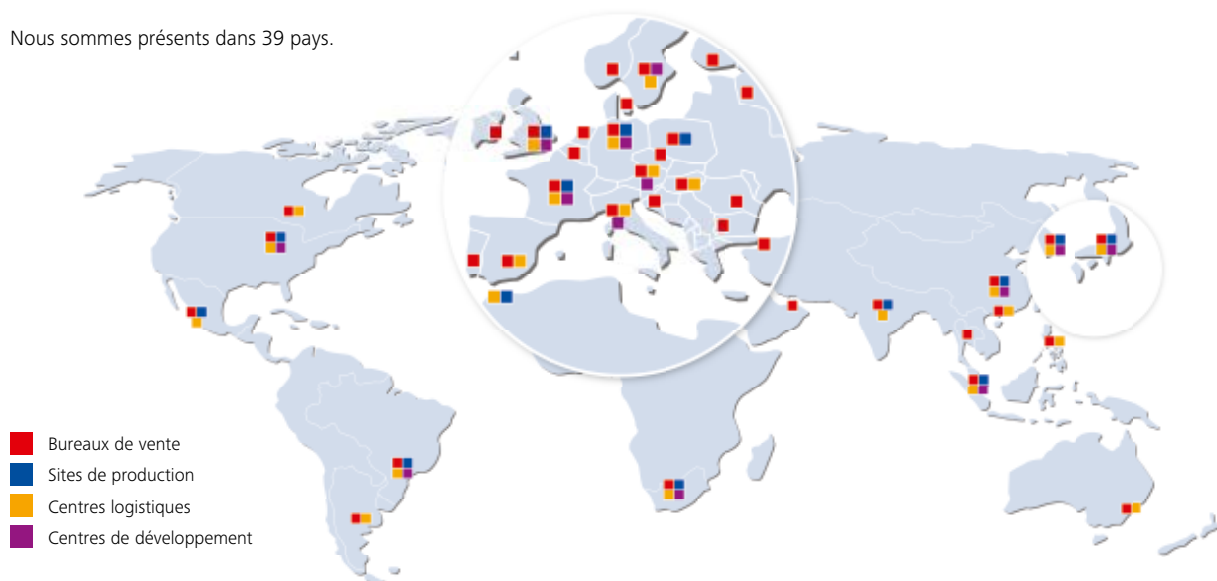 Nous sommes présents dans 39 pays.
Bureaux de vente
Sites de production
Centres logistiques
Centres de développement